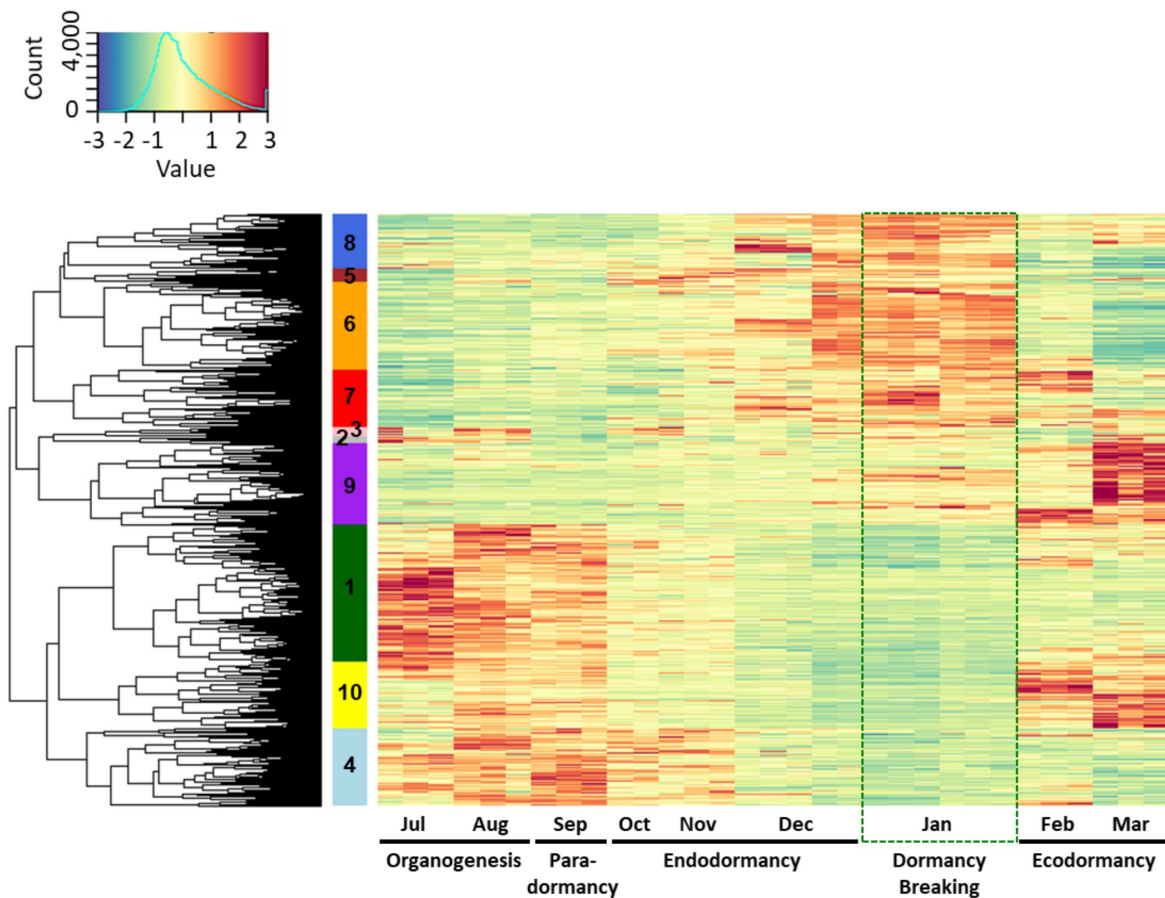 Count
4,000
0
-3 -2 -1 1 2 3
Value
8
5
6
7
3
2
9
1
10
4
Jul Aug Sep Oct Nov Dec Jan Feb Mar
Organogenesis Para- Endodormancy Dormancy Ecodormancy
dormancy Breaking